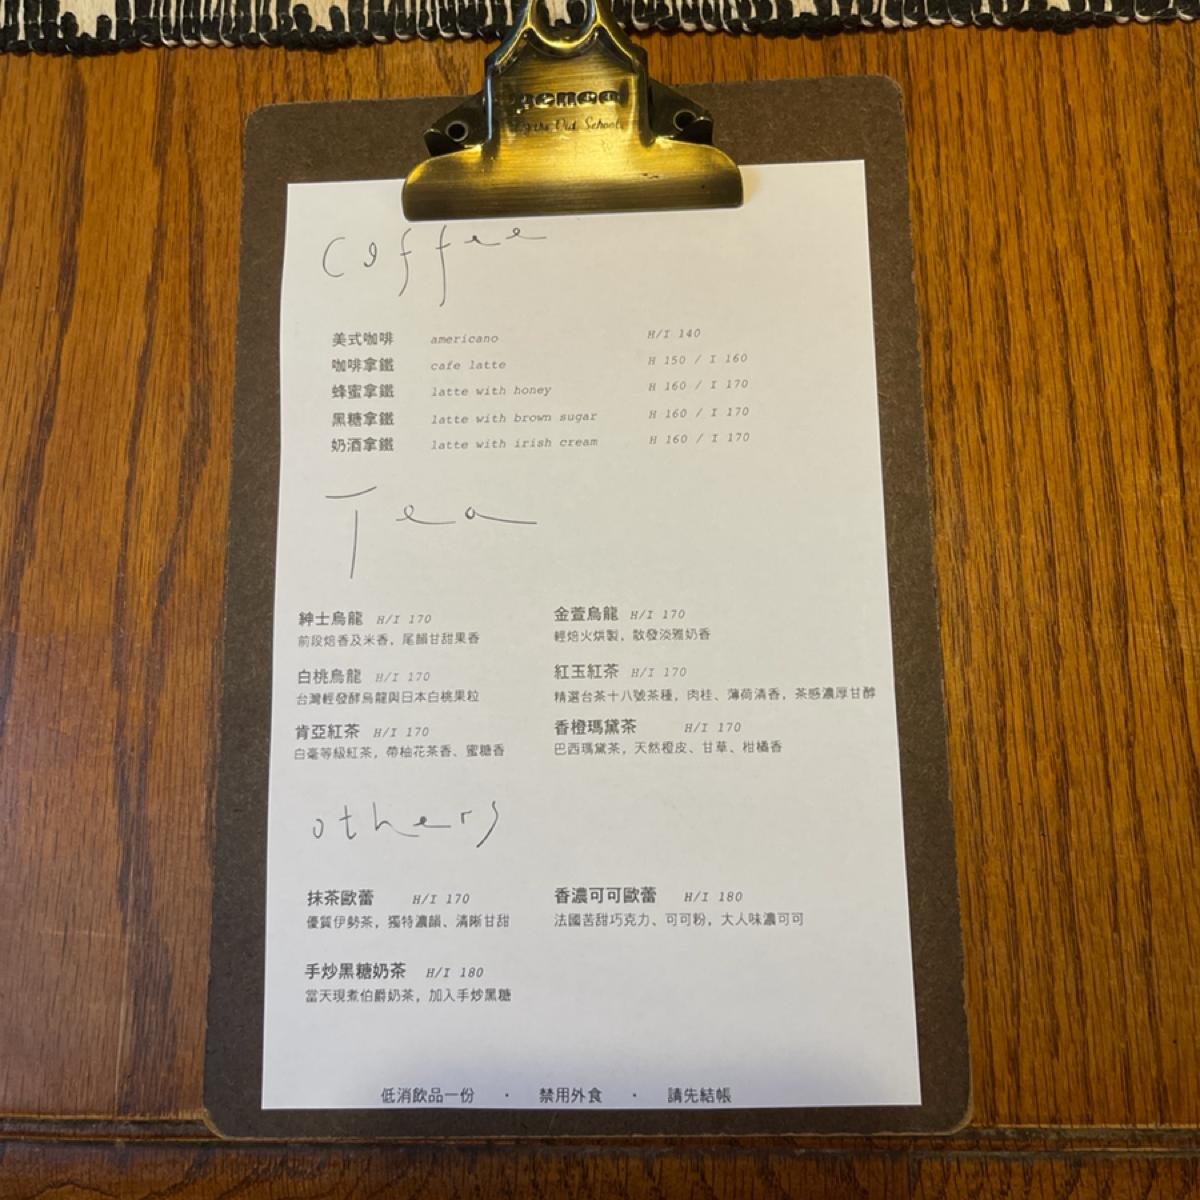 penco
Coffee
美式咖啡 americano H/I 140
咖啡拿鐵 cafe latte H 150 / I 160
蜂蜜拿鐵 latte with honey H 160 / I 170
黑糖拿鐵 latte with brown sugar H 160 / I 170
奶酒拿鐵 latte with irish cream H 160 / I 170
Tea
紳士烏龍 H/I 170
前段焙香及米香，尾韻甘甜果香
金萱烏龍 H/I 170
輕焙火烘製，散發淡雅奶香
白桃烏龍 H/I 170
台灣輕發酵烏龍與日本白桃果粒
紅玉紅茶 H/I 170
精選台茶十八號茶種，肉桂、薄荷清香，茶感濃厚甘醇
肯亞紅茶 H/I 170
白毫等級紅茶，帶柚花茶香、蜜糖香
香橙瑪黛茶 H/I 170
巴西瑪黛茶，天然橙皮、甘草、柑橘香
others
抹茶歐蕾 H/I 170
優質伊勢茶，獨特濃韻、清晰甘甜
香濃可可歐蕾 H/I 180
法國苦甜巧克力、可可粉，大人味濃可可
手炒黑糖奶茶 H/I 180
當天現煮伯爵奶茶，加入手炒黑糖
低消飲品一份 · 禁用外食 · 請先結帳